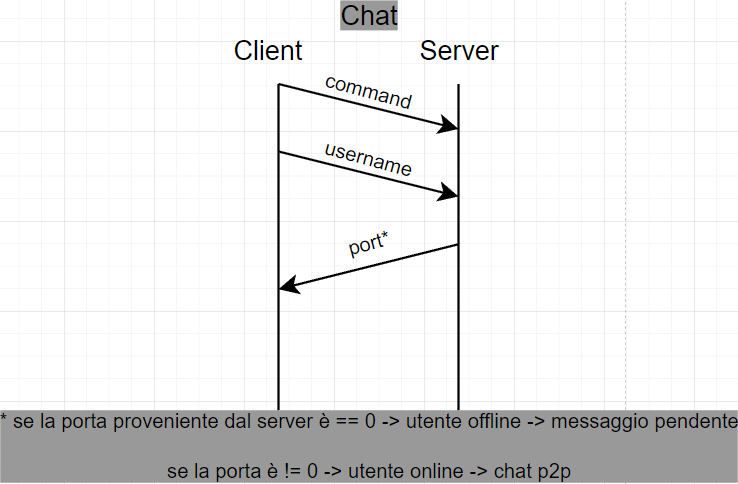 Chat
Client Server
command
username
port*
* se la porta proveniente dal server è == 0 -> utente offline -> messaggio pendente
se la porta è != 0 -> utente online -> chat p2p